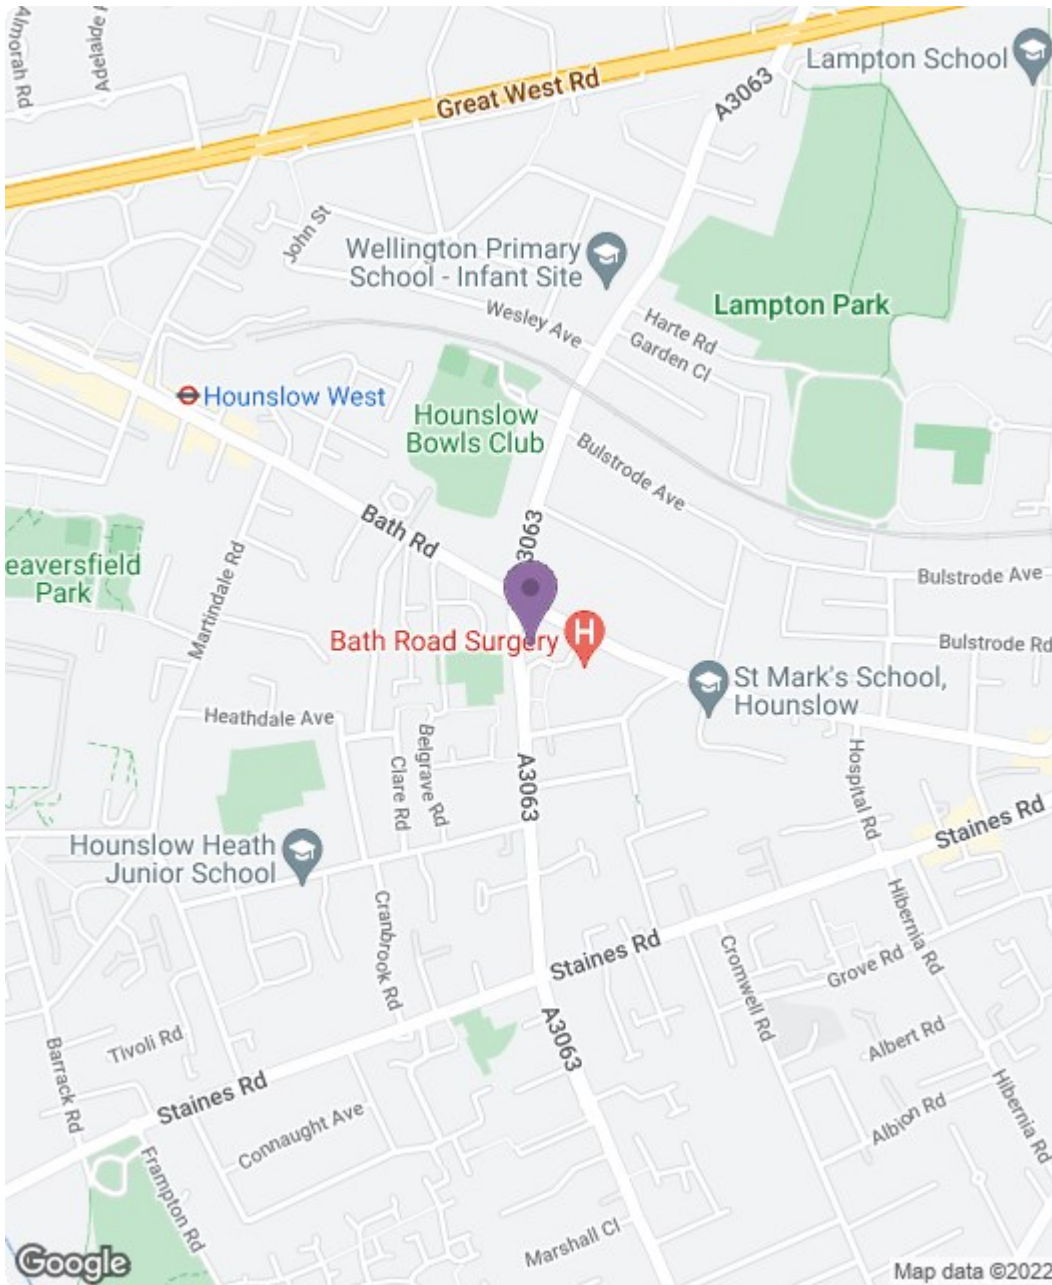 Almorah Rd
Adelaide
Great West Rd
A3063
Lampton School
John St
Wellington Primary
School - Infant Site
Wesley Ave
Harte Rd
Garden Cl
Lampton Park
Hounslow West
Hounslow
Bowls Club
Bulstrode Ave
Bath Rd
A3063
eaversfield
Park
Martindale Rd
Bulstrode Ave
Bath Road Surgery
H
Bulstrode Rd
St Mark's School,
Hounslow
Heathdale Ave
Belgrave Rd
Clare Rd
A3063
Hospital Rd
Staines Rd
Hounslow Heath
Junior School
Cranbrook Rd
Hibernia Rd
Staines Rd
Cromwell Rd
Grove Rd
Tivoli Rd
A3063
Albert Rd
Barrack Rd
Staines Rd
Connaught Ave
Albion Rd
Hibernia Rd
Frampton Rd
Marshall Cl
Google
Map data ©2022